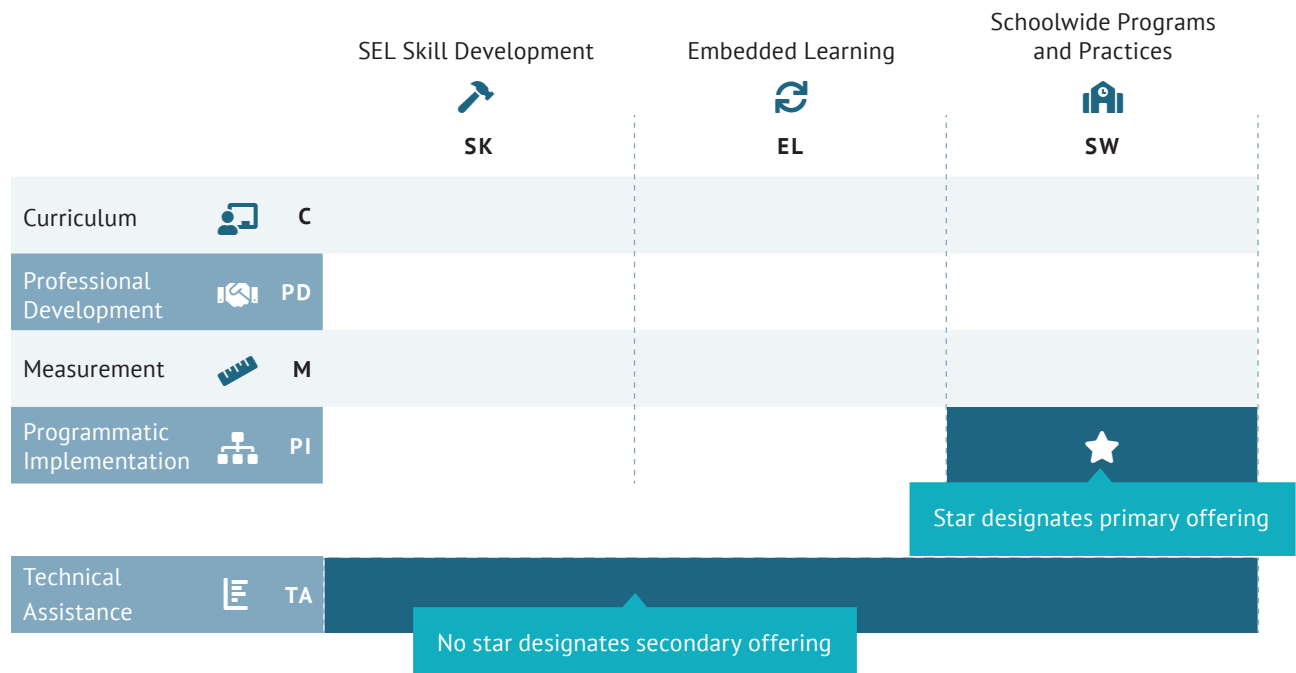 SEL Skill Development
Embedded Learning
Schoolwide Programs
and Practices
SK
EL
SW
Curriculum
C
Professional
Development
PD
Measurement
M
Programmatic
Implementation
PI
Star designates primary offering
Technical
Assistance
TA
No star designates secondary offering